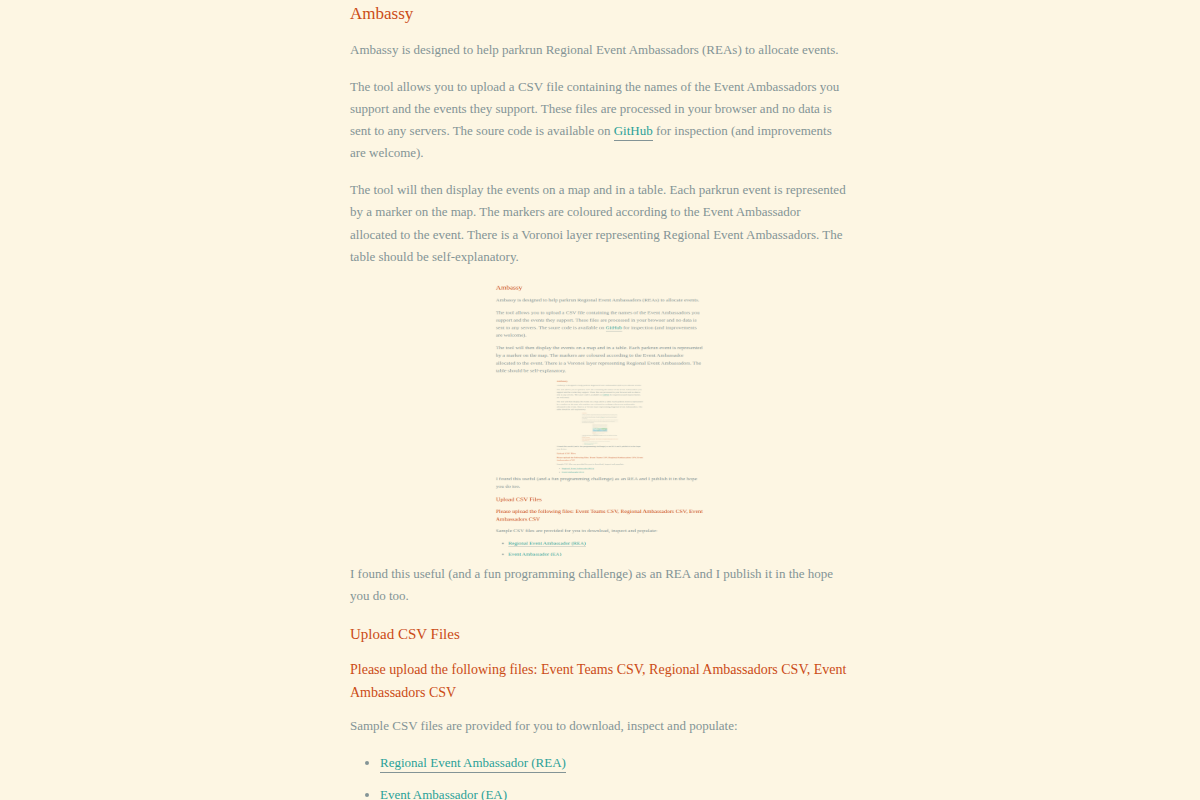 Ambassy
Ambassy is designed to help parkrun Regional Event Ambassadors (REAs) to allocate events.
The tool allows you to upload a CSV file containing the names of the Event Ambassadors you
support and the events they support. These files are processed in your browser and no data is
sent to any servers. The soure code is available on GitHub for inspection (and improvements
are welcome).
The tool will then display the events on a map and in a table. Each parkrun event is represented
by a marker on the map. The markers are coloured according to the Event Ambassador
allocated to the event. There is a Voronoi layer representing Regional Event Ambassadors. The
table should be self-explanatory.
Ambassy
Ambassy is designed to help parkrun Regional Event Ambassadors (REAs) to allocate events.
The tool allows you to upload a CSV file containing the names of the Event Ambassadors you
support and the events they support. These files are processed in your browser and no data is
sent to any servers. The soure code is available on GitHub for inspection (and improvements
are welcome).
The tool will then display the events on a map and in a table. Each parkrun event is represented
by a marker on the map. The markers are coloured according to the Event Ambassador
allocated to the event. There is a Voronoi layer representing Regional Event Ambassadors. The
table should be self-explanatory.
I found this useful (and a fun programming challenge) as an REA and I publish it in the hope
you do too.
Upload CSV Files
Please upload the following files: Event Teams CSV, Regional Ambassadors CSV, Event
Ambassadors CSV
Sample CSV files are provided for you to download, inspect and populate:
Regional Event Ambassador (REA)
Event Ambassador (EA)
I found this useful (and a fun programming challenge) as an REA and I publish it in the hope
you do too.
Upload CSV Files
Please upload the following files: Event Teams CSV, Regional Ambassadors CSV, Event
Ambassadors CSV
Sample CSV files are provided for you to download, inspect and populate:
• Regional Event Ambassador (REA)
• Event Ambassador (EA)